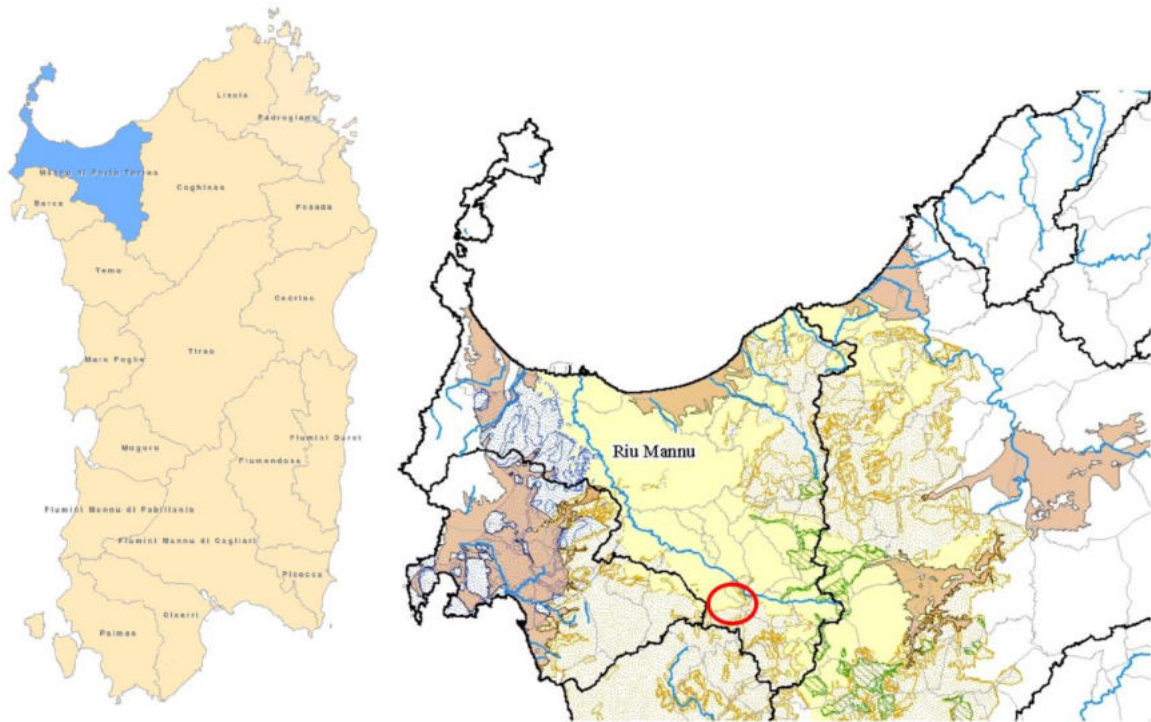 Liscia
Padrogiano
Mannu di Porto Torres
Coghinas
Barca
Posada
Temo
Cedrino
Tirso
Mare Foghe
Mogoro
Flumini Durci
Flumendosa
Flumini Mannu di Pabillonis
Flumini Mannu di Cagliari
Picocca
Cixerri
Palmas
Riu Mannu